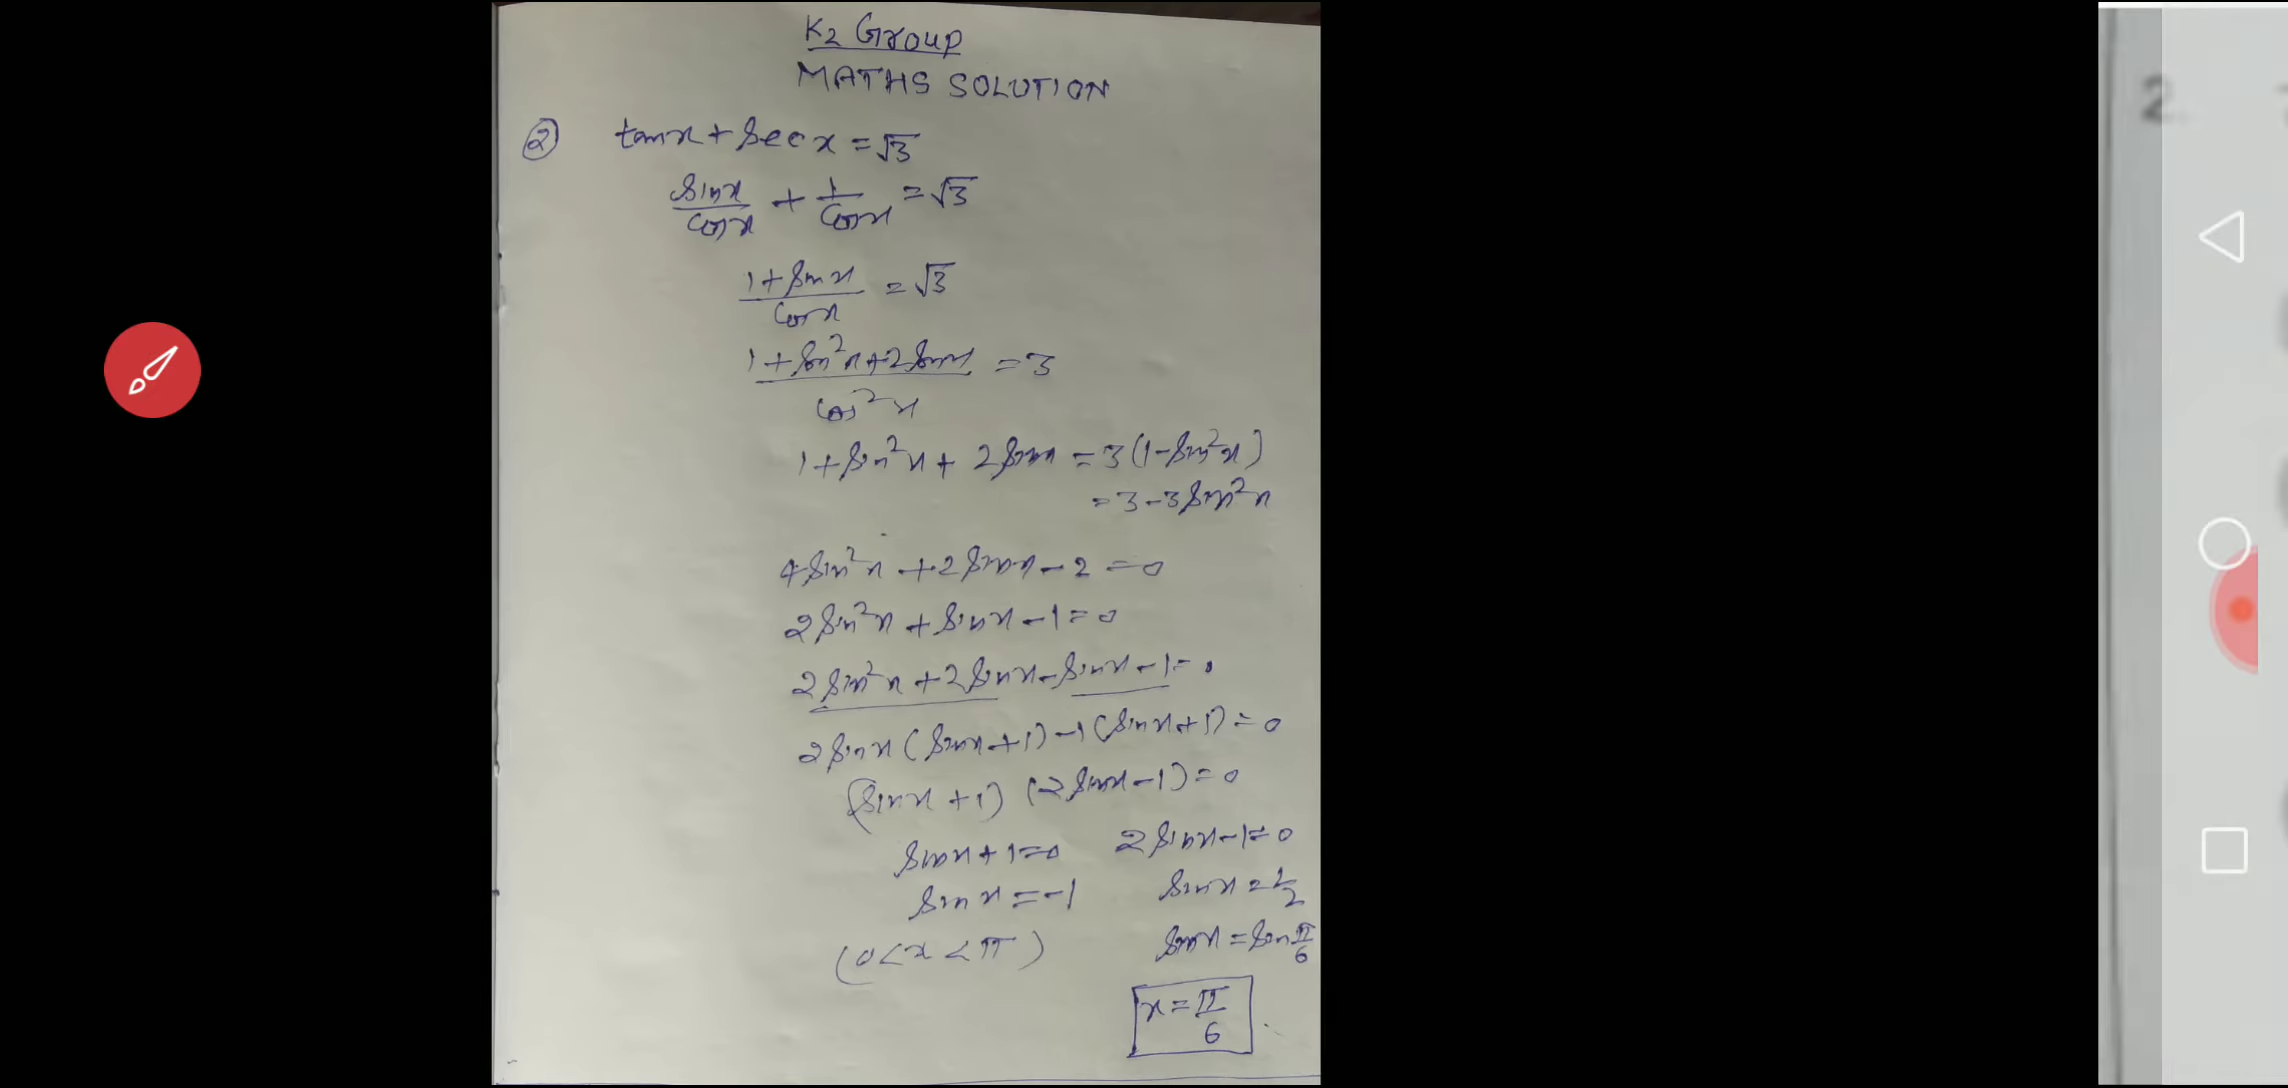 K2 Group
MATHS SOLUTION
② tanx + secx = √3
sinx/cosx + 1/cosx = √3
(1 + sinx)/cosx = √3
(1 + sin²x + 2sinx)/cos²x = 3
1 + sin²x + 2sinx = 3(1 - sin²x)
= 3 - 3sin²x
4sin²x + 2sinx - 2 = 0
2sin²x + sinx - 1 = 0
2sin²x + 2sinx - sinx - 1 = 0
2sinx(sinx + 1) - 1(sinx + 1) = 0
(sinx + 1) (2sinx - 1) = 0
sinx + 1 = 0    2sinx - 1 = 0
sinx = -1    sinx = 1/2
(0 < x < π)    sinx = sin π/6
x = π/6
2